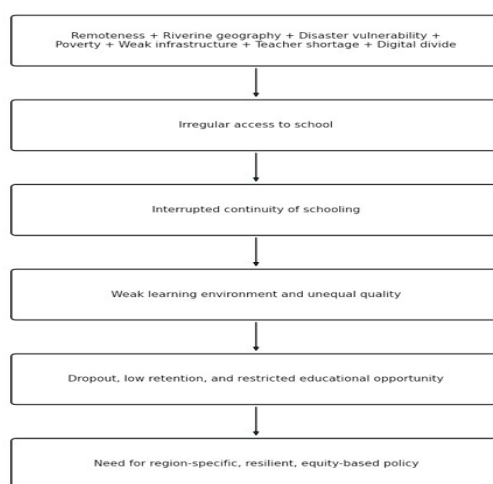 Remoteness + Riverine geography + Disaster vulnerability +
Poverty + Weak infrastructure + Teacher shortage + Digital divide
Irregular access to school
Interrupted continuity of schooling
Weak learning environment and unequal quality
Dropout, low retention, and restricted educational opportunity
Need for region-specific, resilient, equity-based policy